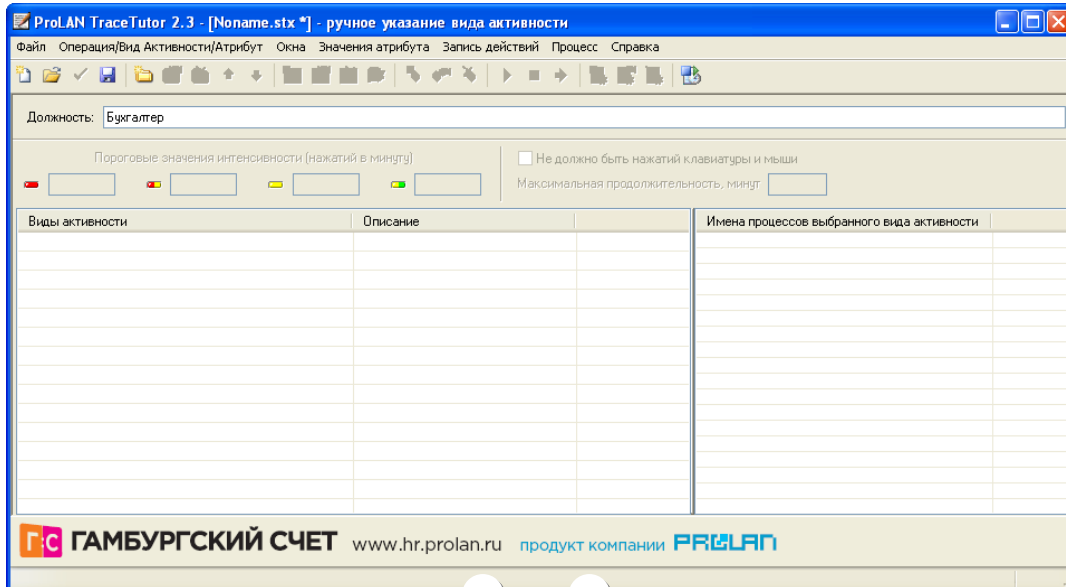 ProLAN TraceTutor 2.3 - [Noname.stx *] - ручное указание вида активности
Файл Операция/Вид Активности/Атрибут Окна Значения атрибута Запись действий Процесс Справка
Должность: Бухгалтер
Пороговые значения интенсивности (нажатий в минуту)
Не должно быть нажатий клавиатуры и мыши
Максимальная продолжительность, минут
Виды активности Описание Имена процессов выбранного вида активности
ГС ГАМБУРГСКИЙ СЧЕТ www.hr.prolan.ru продукт компании PROLAN